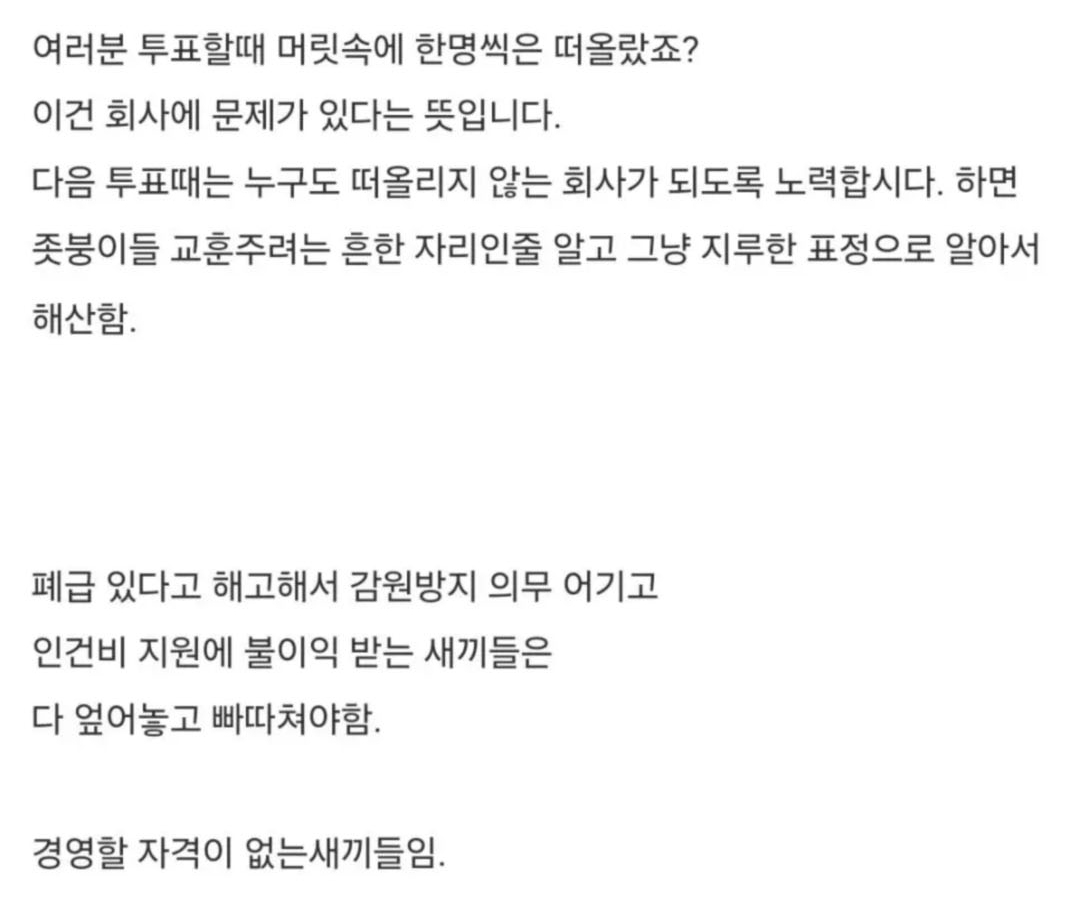 여러분 투표할때 머릿속에 한명씩은 떠올랐죠?
이건 회사에 문제가 있다는 뜻입니다.
다음 투표때는 누구도 떠올리지 않는 회사가 되도록 노력합시다. 하면
좃붕이들 교훈주려는 흔한 자리인줄 알고 그냥 지루한 표정으로 알아서
해산함.
폐급 있다고 해고해서 감원방지 의무 어기고
인건비 지원에 불이익 받는 새끼들은
다 엎어놓고 빠따쳐야함.
경영할 자격이 없는새끼들임.